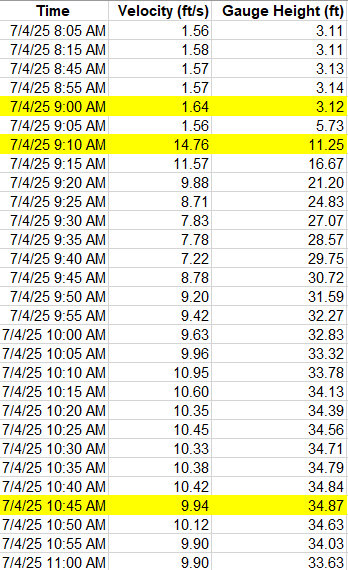 Time Velocity (ft/s) Gauge Height (ft)
7/4/25 8:05 AM 1.56 3.11
7/4/25 8:15 AM 1.58 3.11
7/4/25 8:45 AM 1.57 3.13
7/4/25 8:55 AM 1.57 3.14
7/4/25 9:00 AM 1.64 3.12
7/4/25 9:05 AM 1.56 5.73
7/4/25 9:10 AM 14.76 11.25
7/4/25 9:15 AM 11.57 16.67
7/4/25 9:20 AM 9.88 21.20
7/4/25 9:25 AM 8.71 24.83
7/4/25 9:30 AM 7.83 27.07
7/4/25 9:35 AM 7.78 28.57
7/4/25 9:40 AM 7.22 29.75
7/4/25 9:45 AM 8.78 30.72
7/4/25 9:50 AM 9.20 31.59
7/4/25 9:55 AM 9.42 32.27
7/4/25 10:00 AM 9.63 32.83
7/4/25 10:05 AM 9.96 33.32
7/4/25 10:10 AM 10.95 33.78
7/4/25 10:15 AM 10.60 34.13
7/4/25 10:20 AM 10.35 34.39
7/4/25 10:25 AM 10.45 34.56
7/4/25 10:30 AM 10.33 34.71
7/4/25 10:35 AM 10.38 34.79
7/4/25 10:40 AM 10.42 34.84
7/4/25 10:45 AM 9.94 34.87
7/4/25 10:50 AM 10.12 34.63
7/4/25 10:55 AM 9.90 34.03
7/4/25 11:00 AM 9.90 33.63